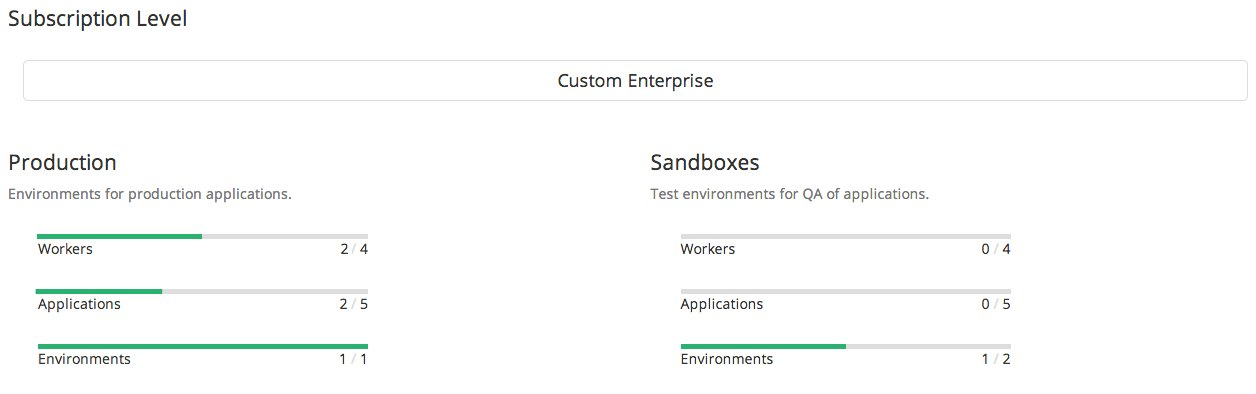 Subscription Level
Custom Enterprise
Production
Environments for production applications.
Workers 2 / 4
Applications 2 / 5
Environments 1 / 1
Sandboxes
Test environments for QA of applications.
Workers 0 / 4
Applications 0 / 5
Environments 1 / 2